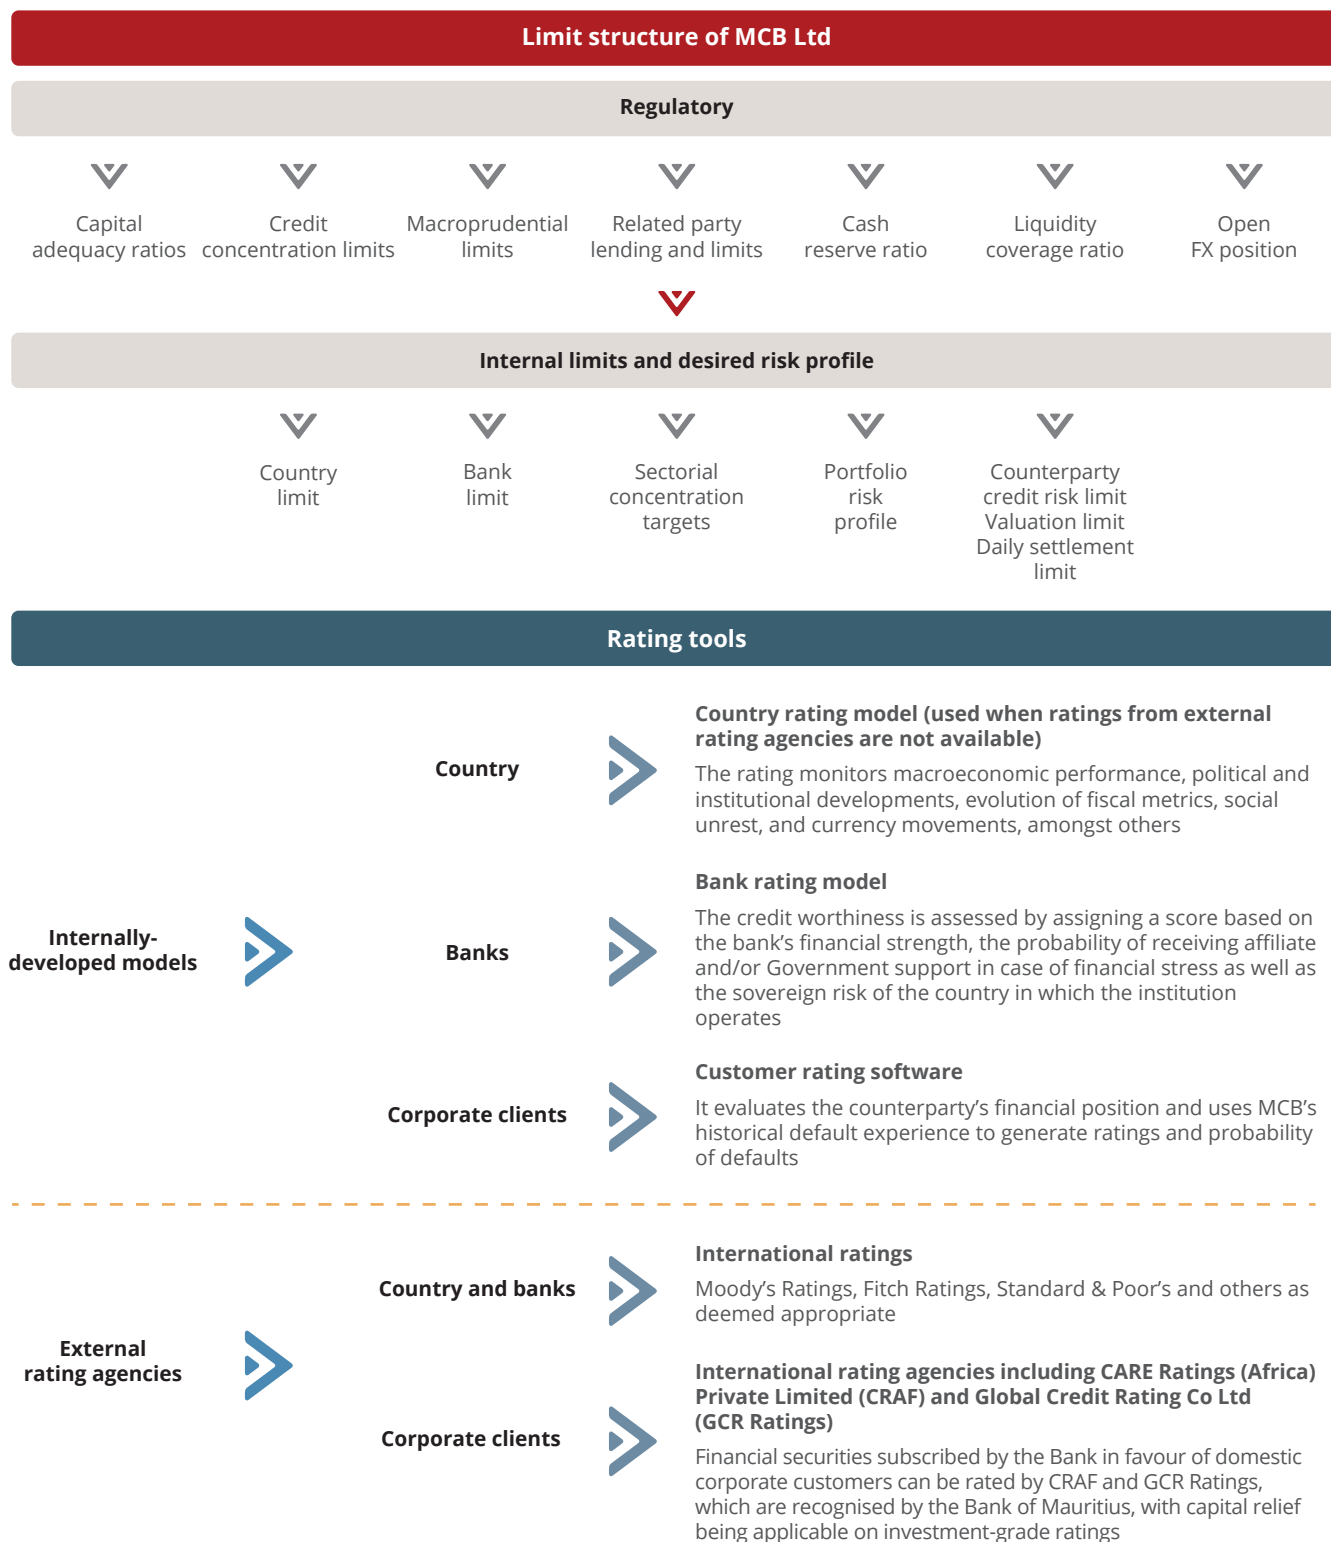 Limit structure of MCB Ltd
Regulatory
Capital
adequacy ratios
Credit
concentration limits
Macroprudential
limits
Related party
lending and limits
Cash
reserve ratio
Liquidity
coverage ratio
Open
FX position
Internal limits and desired risk profile
Country
limit
Bank
limit
Sectorial
concentration
targets
Portfolio
risk
profile
Counterparty
credit risk limit
Valuation limit
Daily settlement
limit
Rating tools
Internally-
developed models
Country
Country rating model (used when ratings from external
rating agencies are not available)
The rating monitors macroeconomic performance, political and
institutional developments, evolution of fiscal metrics, social
unrest, and currency movements, amongst others
Banks
Bank rating model
The credit worthiness is assessed by assigning a score based on
the bank's financial strength, the probability of receiving affiliate
and/or Government support in case of financial stress as well as
the sovereign risk of the country in which the institution
operates
Corporate clients
Customer rating software
It evaluates the counterparty's financial position and uses MCB's
historical default experience to generate ratings and probability
of defaults
External
rating agencies
Country and banks
International ratings
Moody's Ratings, Fitch Ratings, Standard & Poor's and others as
deemed appropriate
Corporate clients
International rating agencies including CARE Ratings (Africa)
Private Limited (CRAF) and Global Credit Rating Co Ltd
(GCR Ratings)
Financial securities subscribed by the Bank in favour of domestic
corporate customers can be rated by CRAF and GCR Ratings,
which are recognised by the Bank of Mauritius, with capital relief
being applicable on investment-grade ratings